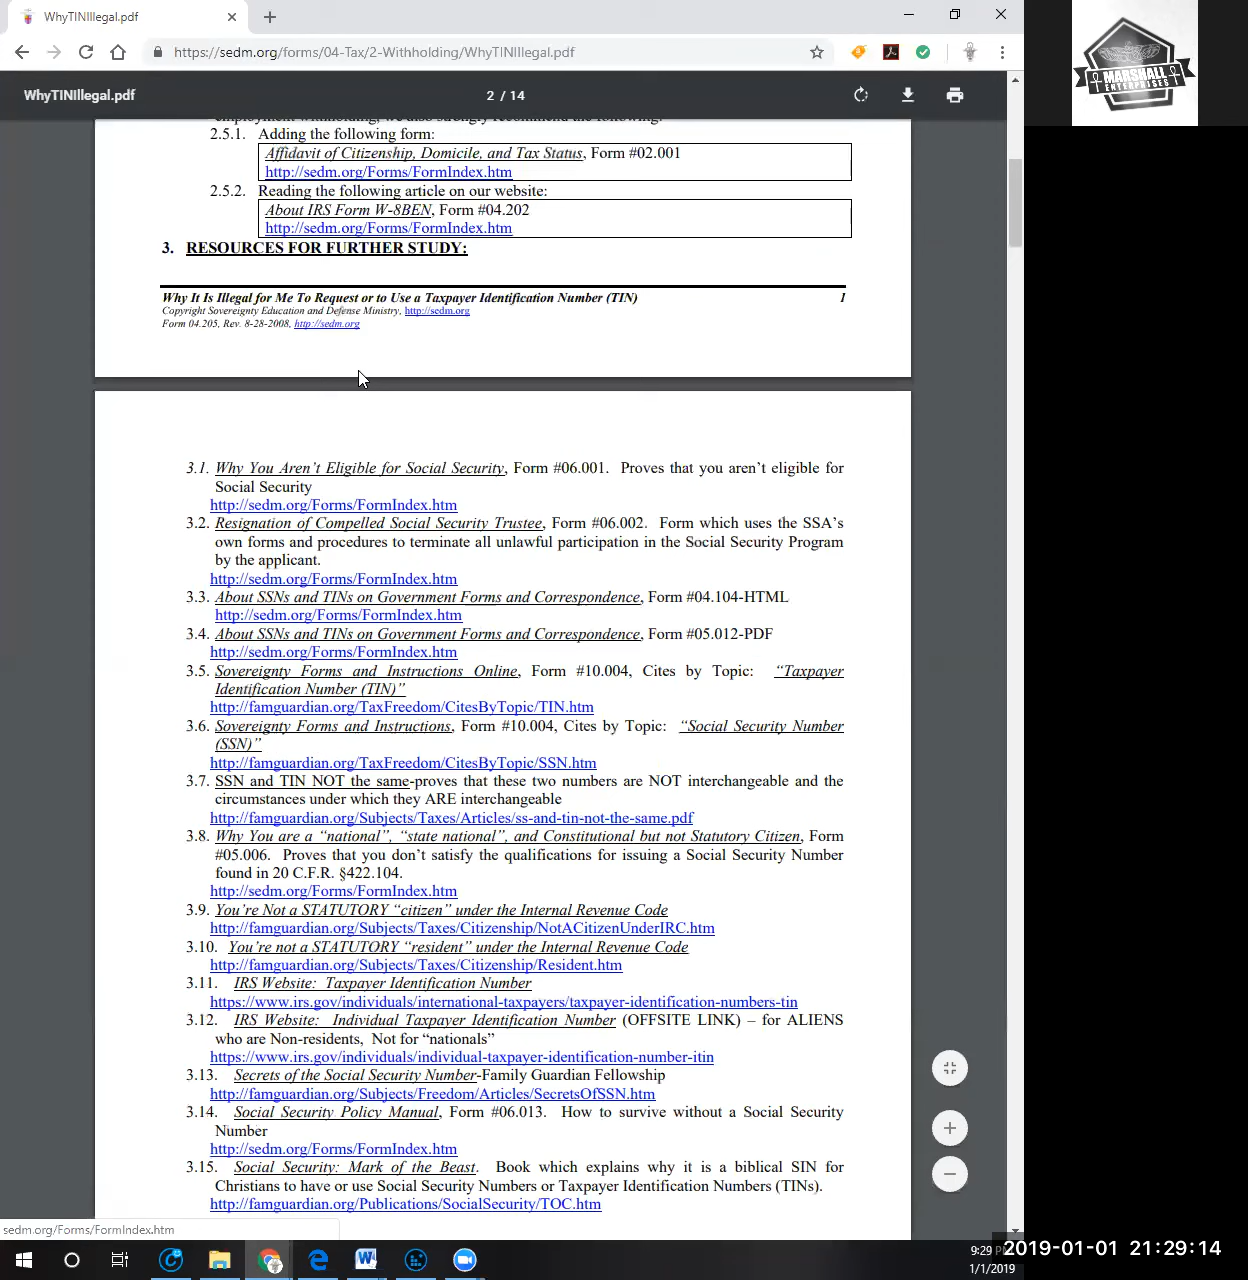 WhyTINIllegal.pdf
https://sedm.org/forms/04-Tax/2-Withholding/WhyTINIllegal.pdf
MARSHALL
ENTERPRISES
WhyTINIllegal.pdf
2 / 14
employment withholding, we also strongly recommend the following:
2.5.1. Adding the following form:
Affidavit of Citizenship, Domicile, and Tax Status, Form #02.001
http://sedm.org/Forms/FormIndex.htm
2.5.2. Reading the following article on our website:
About IRS Form W-8BEN, Form #04.202
http://sedm.org/Forms/FormIndex.htm
3. RESOURCES FOR FURTHER STUDY:
Why It Is Illegal for Me To Request or to Use a Taxpayer Identification Number (TIN) 1
Copyright Sovereignty Education and Defense Ministry, http://sedm.org
Form 04.205, Rev. 8-28-2008, http://sedm.org
3.1. Why You Aren't Eligible for Social Security, Form #06.001. Proves that you aren't eligible for
Social Security
http://sedm.org/Forms/FormIndex.htm
3.2. Resignation of Compelled Social Security Trustee, Form #06.002. Form which uses the SSA's
own forms and procedures to terminate all unlawful participation in the Social Security Program
by the applicant.
http://sedm.org/Forms/FormIndex.htm
3.3. About SSNs and TINs on Government Forms and Correspondence, Form #04.104-HTML
http://sedm.org/Forms/FormIndex.htm
3.4. About SSNs and TINs on Government Forms and Correspondence, Form #05.012-PDF
http://sedm.org/Forms/FormIndex.htm
3.5. Sovereignty Forms and Instructions Online, Form #10.004, Cites by Topic: “Taxpayer
Identification Number (TIN)”
http://famguardian.org/TaxFreedom/CitesByTopic/TIN.htm
3.6. Sovereignty Forms and Instructions, Form #10.004, Cites by Topic: “Social Security Number
(SSN)”
http://famguardian.org/TaxFreedom/CitesByTopic/SSN.htm
3.7. SSN and TIN NOT the same-proves that these two numbers are NOT interchangeable and the
circumstances under which they ARE interchangeable
http://famguardian.org/Subjects/Taxes/Articles/ss-and-tin-not-the-same.pdf
3.8. Why You are a “national”, “state national”, and Constitutional but not Statutory Citizen, Form
#05.006. Proves that you don't satisfy the qualifications for issuing a Social Security Number
found in 20 C.F.R. §422.104.
http://sedm.org/Forms/FormIndex.htm
3.9. You're Not a STATUTORY “citizen” under the Internal Revenue Code
http://famguardian.org/Subjects/Taxes/Citizenship/NotACitizenUnderIRC.htm
3.10. You're not a STATUTORY “resident” under the Internal Revenue Code
http://famguardian.org/Subjects/Taxes/Citizenship/Resident.htm
3.11. IRS Website: Taxpayer Identification Number
https://www.irs.gov/individuals/international-taxpayers/taxpayer-identification-numbers-tin
3.12. IRS Website: Individual Taxpayer Identification Number (OFFSITE LINK) – for ALIENS
who are Non-residents, Not for “nationals”
https://www.irs.gov/individuals/individual-taxpayer-identification-number-itin
3.13. Secrets of the Social Security Number-Family Guardian Fellowship
http://famguardian.org/Subjects/Freedom/Articles/SecretsOfSSN.htm
3.14. Social Security Policy Manual, Form #06.013. How to survive without a Social Security
Number
http://sedm.org/Forms/FormIndex.htm
3.15. Social Security: Mark of the Beast. Book which explains why it is a biblical SIN for
Christians to have or use Social Security Numbers or Taxpayer Identification Numbers (TINs).
http://famguardian.org/Publications/SocialSecurity/TOC.htm
sedm.org/Forms/FormIndex.htm
9:29
2019-01-01 21:29:14
1/1/2019